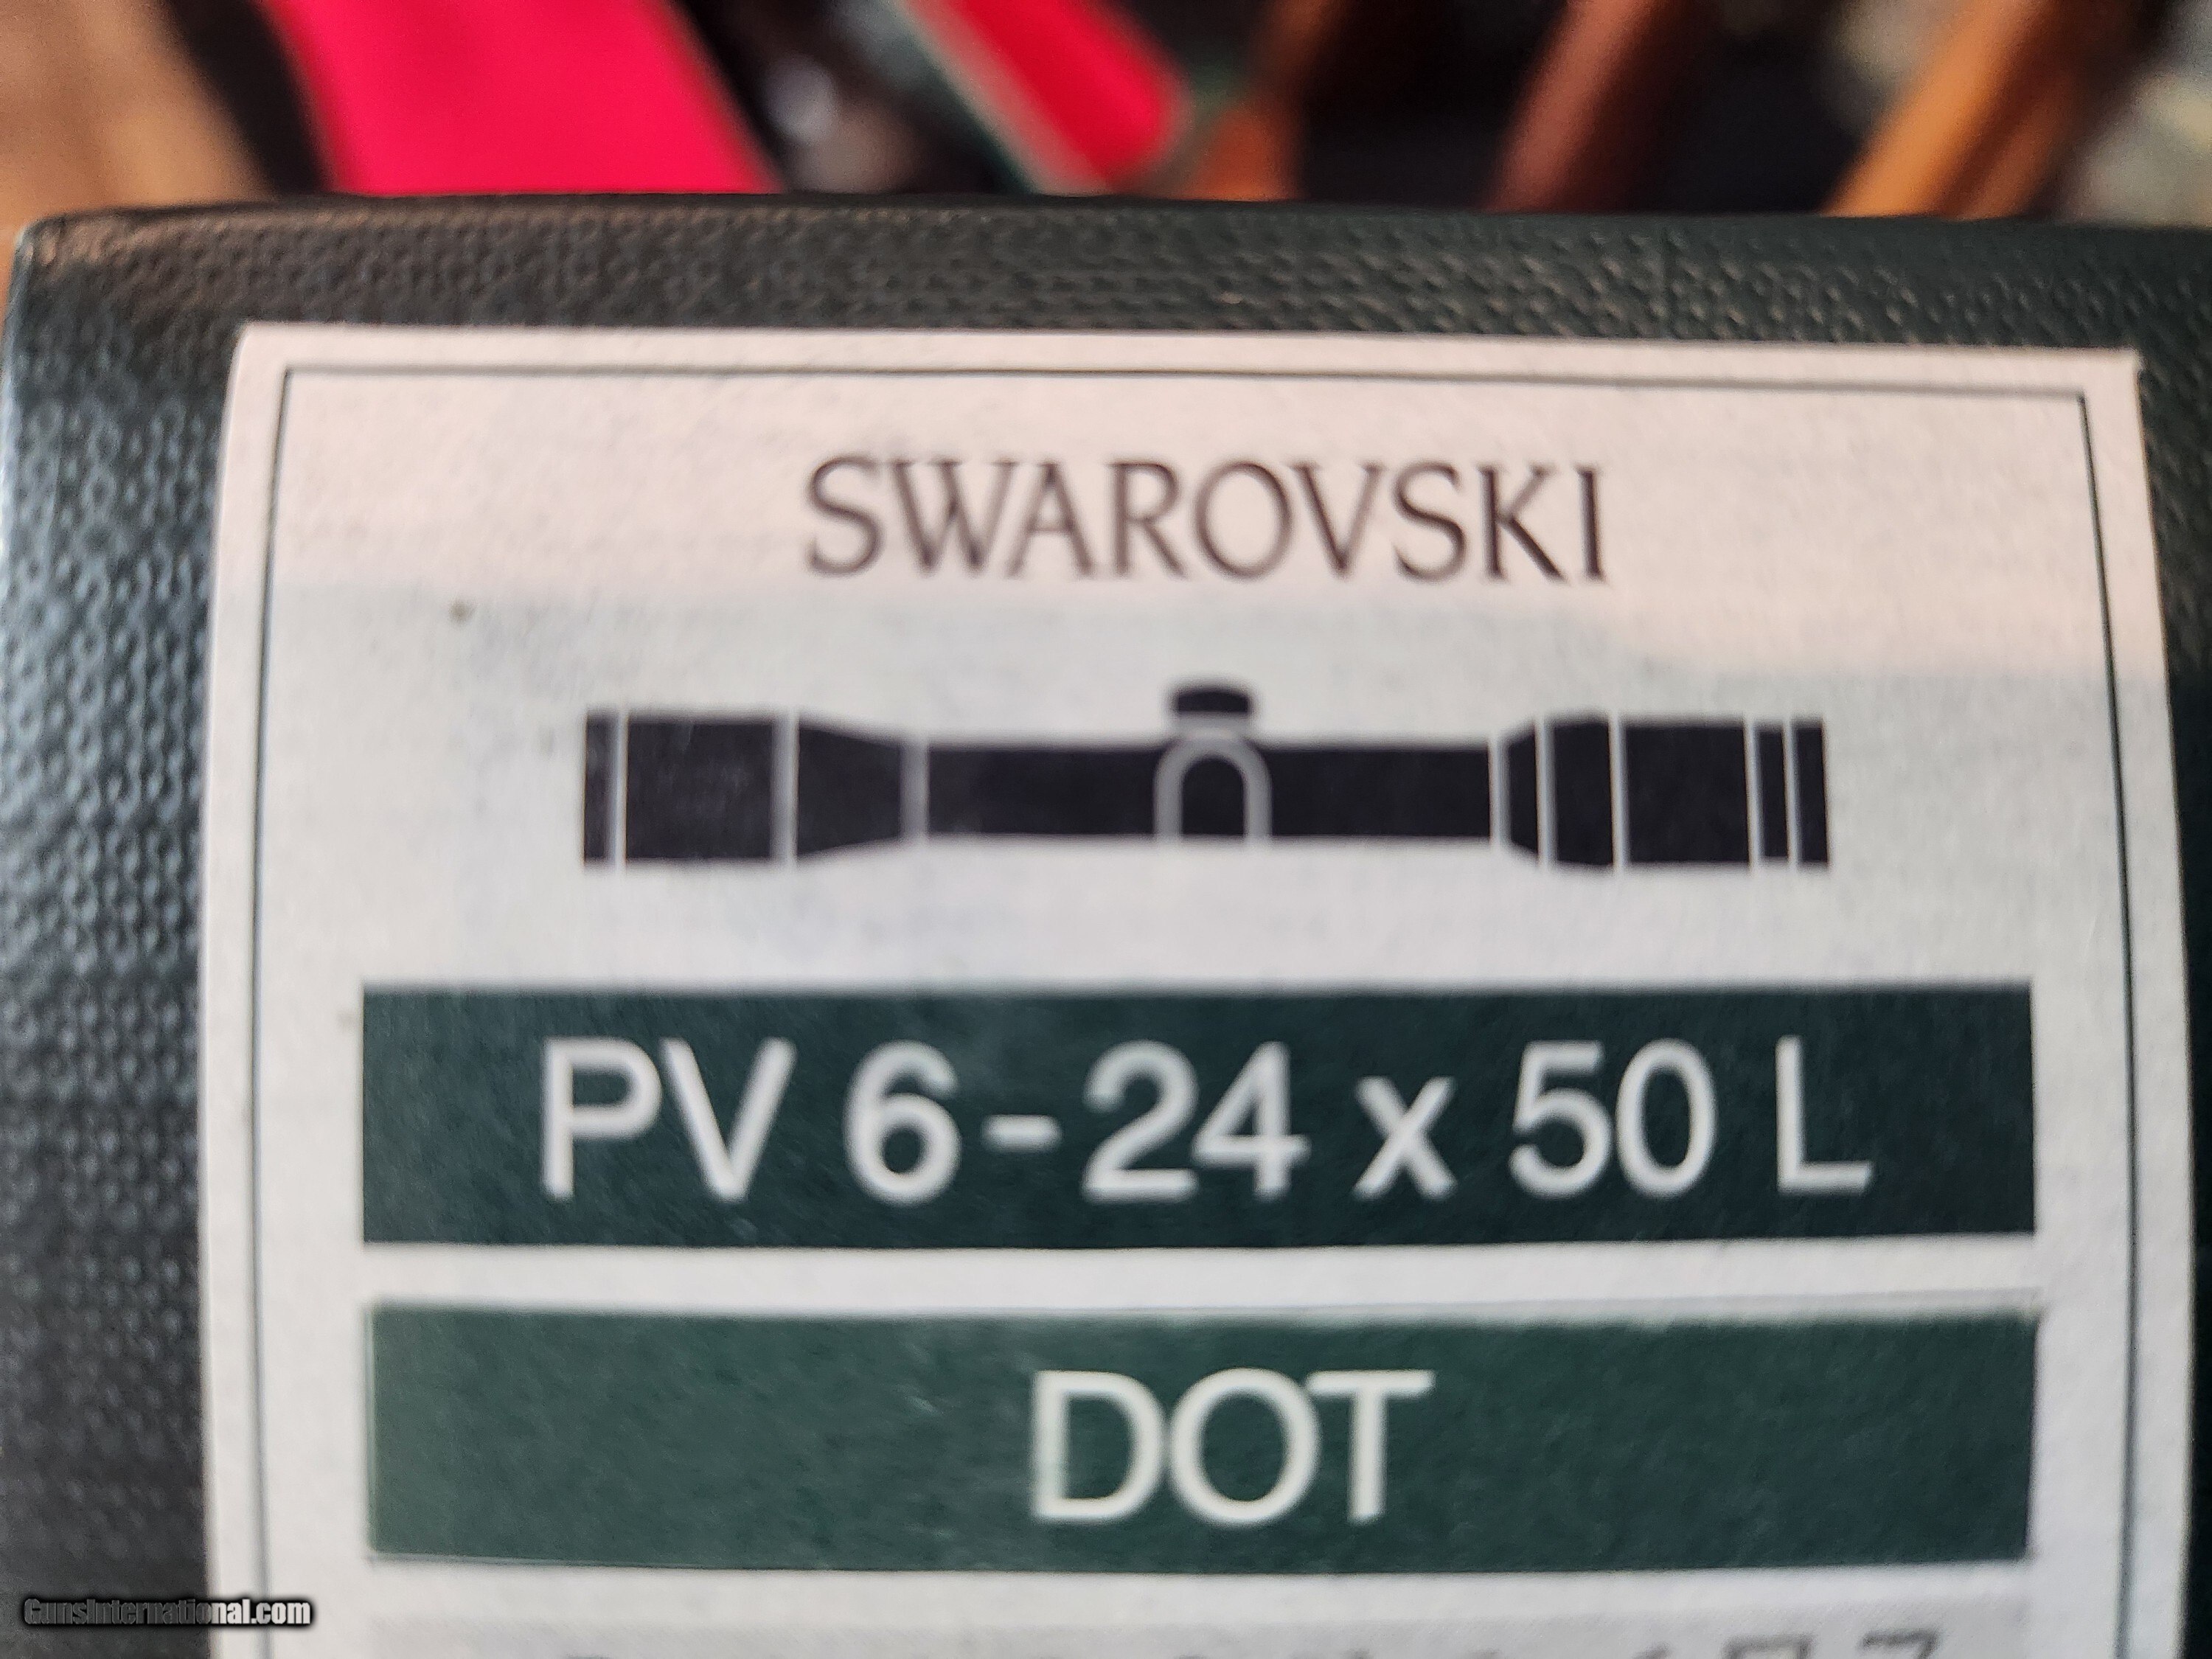 SWAROVSKI
PV 6-24 x 50 L
DOT
GunsInternational.com